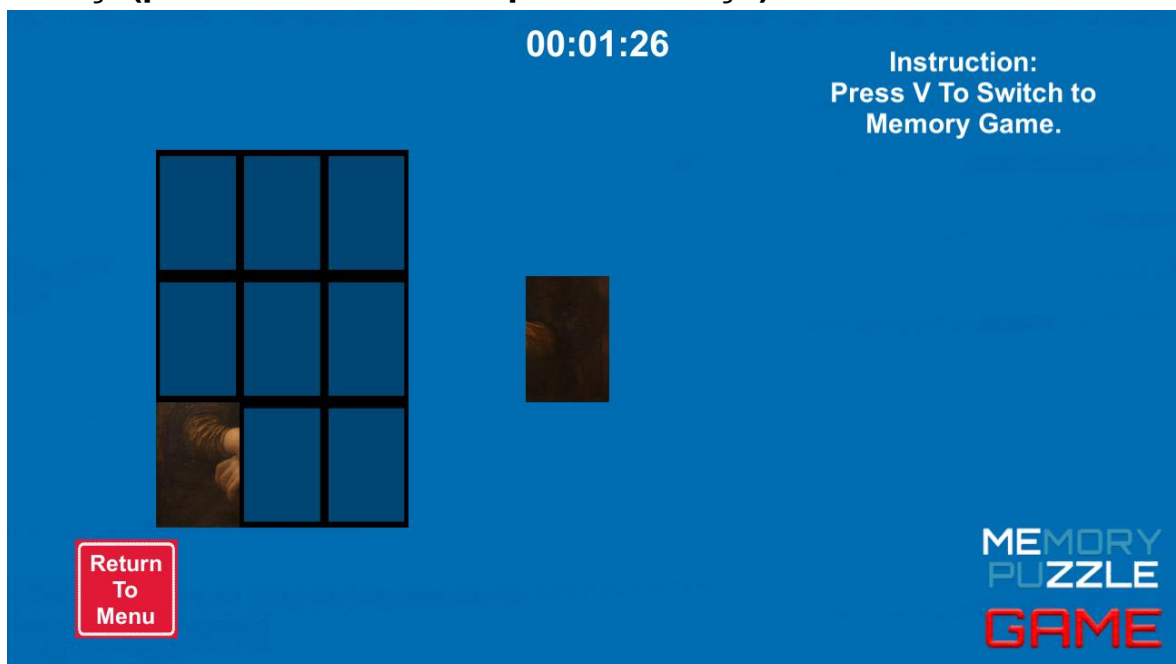 00:01:26
Instruction:
Press V To Switch to
Memory Game.
Return
To
Menu
MEMORY
PUZZLE
GAME